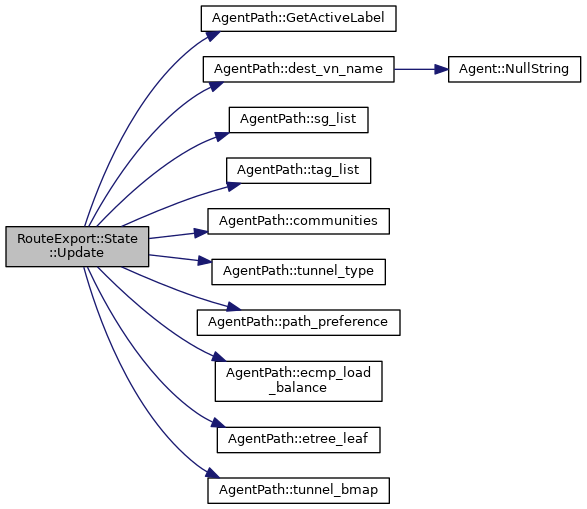 AgentPath::GetActiveLabel
AgentPath::dest_vn_name
Agent::NullString
AgentPath::sg_list
AgentPath::tag_list
AgentPath::communities
RouteExport::State
::Update
AgentPath::tunnel_type
AgentPath::path_preference
AgentPath::ecmp_load
_balance
AgentPath::etree_leaf
AgentPath::tunnel_bmap